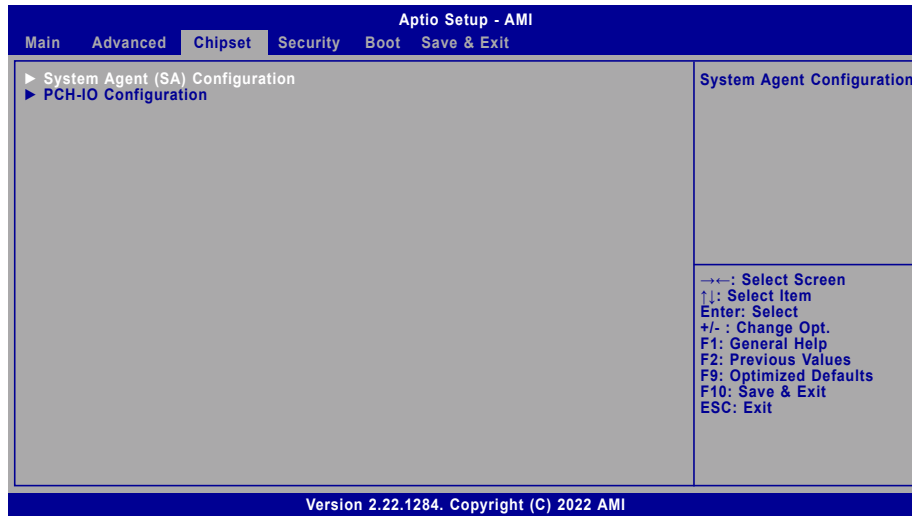 Aptio Setup - AMI
Main Advanced Chipset Security Boot Save & Exit
▶ System Agent (SA) Configuration
▶ PCH-IO Configuration
System Agent Configuration
→←: Select Screen
↑↓: Select Item
Enter: Select
+/- : Change Opt.
F1: General Help
F2: Previous Values
F9: Optimized Defaults
F10: Save & Exit
ESC: Exit
Version 2.22.1284. Copyright (C) 2022 AMI